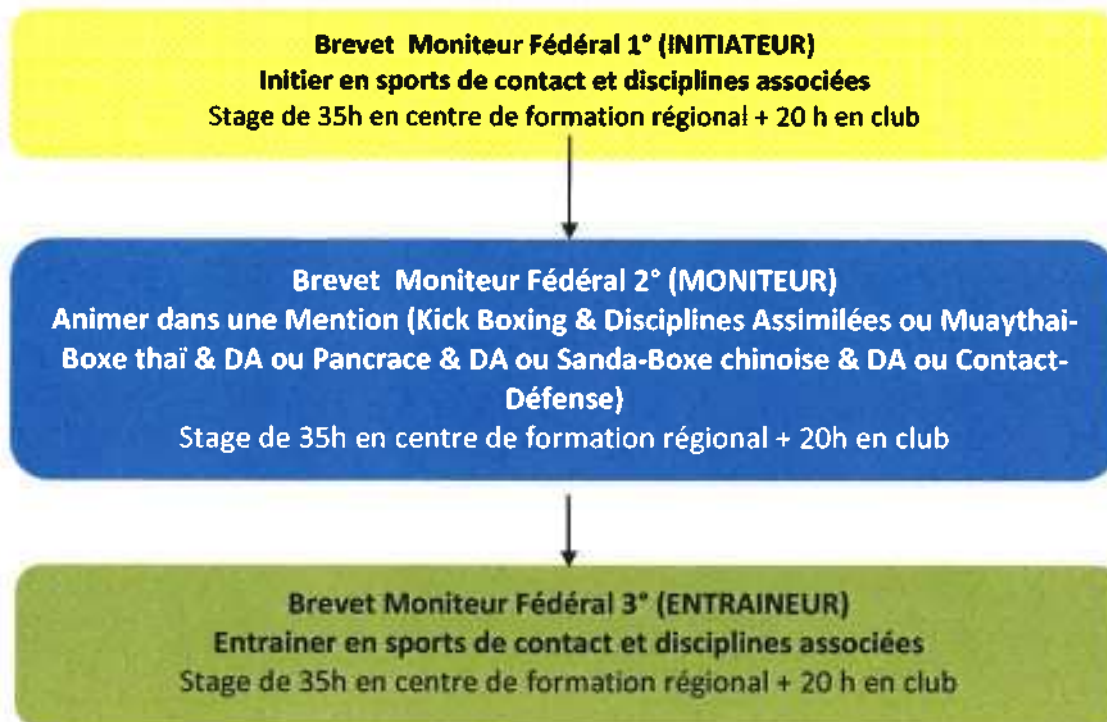 Brevet Moniteur Fédéral 1° (INITIATEUR)
Initier en sports de contact et disciplines associées
Stage de 35h en centre de formation régional + 20 h en club
Brevet Moniteur Fédéral 2° (MONITEUR)
Animer dans une Mention (Kick Boxing & Disciplines Assimilées ou Muaythai-
Boxe thaï & DA ou Pancrace & DA ou Sanda-Boxe chinoise & DA ou Contact-
Défense)
Stage de 35h en centre de formation régional + 20h en club
Brevet Moniteur Fédéral 3° (ENTRAINEUR)
Entrainer en sports de contact et disciplines associées
Stage de 35h en centre de formation régional + 20 h en club